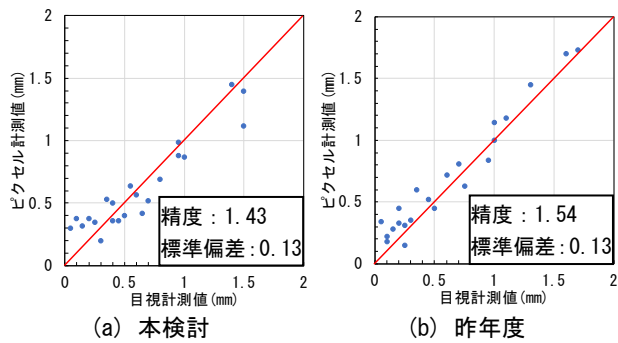 2
1.5
1
0.5
0
ピクセル計測値(mm)
精度：1.43
標準偏差：0.13
0 0.5 1 1.5 2
目視計測値(mm)
(a) 本検討
2
1.5
1
0.5
0
ピクセル計測値(mm)
精度：1.54
標準偏差：0.13
0 0.5 1 1.5 2
目視計測値(mm)
(b) 昨年度